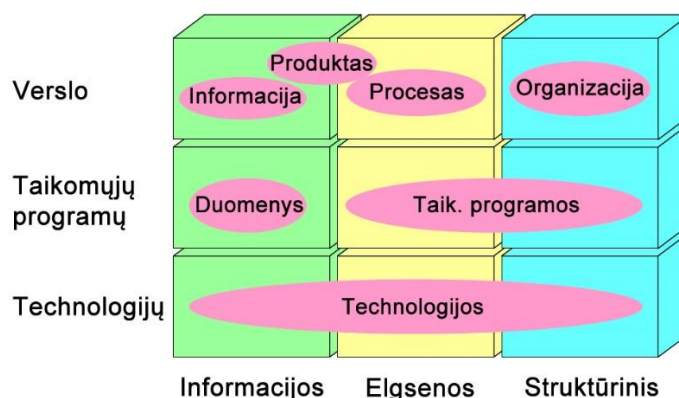 Verslo
Produktas
Informacija
Procesas
Organizacija
Taikomųjų
programų
Duomenys
Taik. programos
Technologijų
Technologijos
Informacijos
Elgsenos
Struktūrinis